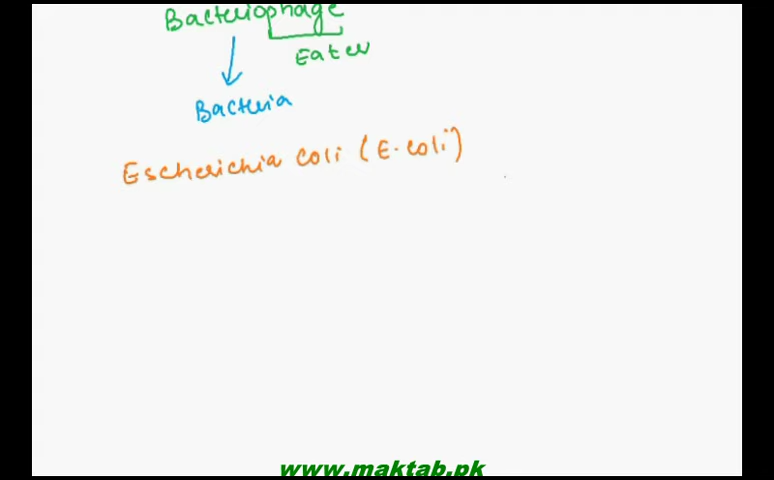 Bacteriophage
Eater
Bacteria
Escherichia coli (E. coli)
www.maktab.pk